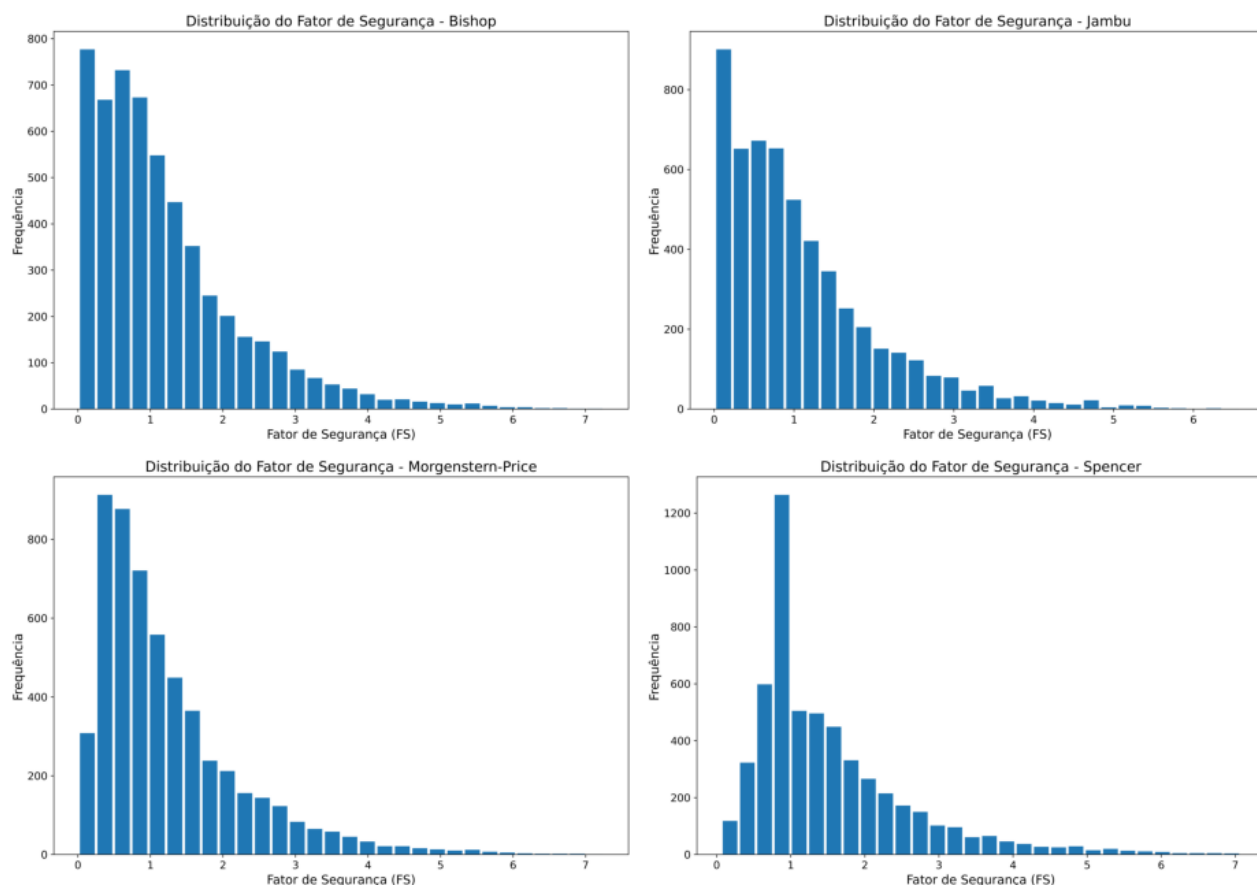 Distribuição do Fator de Segurança - Bishop
800
700
600
500
400
300
200
100
0
Frequência
0 1 2 3 4 5 6 7
Fator de Segurança (FS)
Distribuição do Fator de Segurança - Jambu
800
600
400
200
0
Frequência
0 1 2 3 4 5 6
Fator de Segurança (FS)
Distribuição do Fator de Segurança - Morgenstern-Price
800
600
400
200
0
Frequência
0 1 2 3 4 5 6 7
Fator de Segurança (FS)
Distribuição do Fator de Segurança - Spencer
1200
1000
800
600
400
200
0
Frequência
0 1 2 3 4 5 6 7
Fator de Segurança (FS)